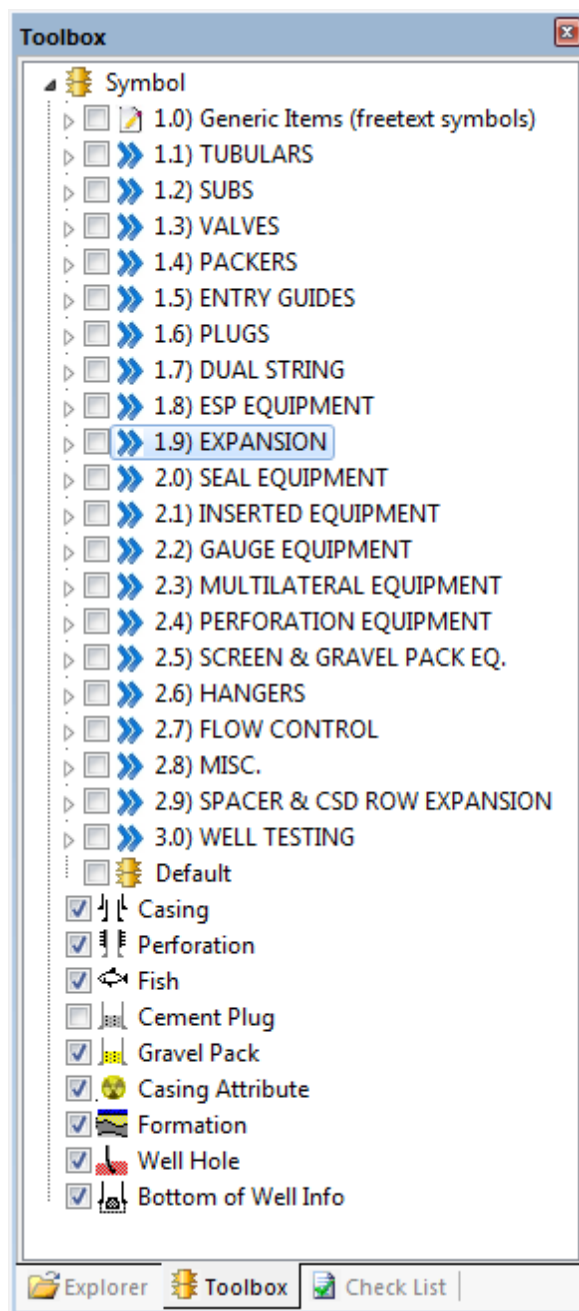 Toolbox
Symbol
1.0) Generic Items (freetext symbols)
1.1) TUBULARS
1.2) SUBS
1.3) VALVES
1.4) PACKERS
1.5) ENTRY GUIDES
1.6) PLUGS
1.7) DUAL STRING
1.8) ESP EQUIPMENT
1.9) EXPANSION
2.0) SEAL EQUIPMENT
2.1) INSERTED EQUIPMENT
2.2) GAUGE EQUIPMENT
2.3) MULTILATERAL EQUIPMENT
2.4) PERFORATION EQUIPMENT
2.5) SCREEN & GRAVEL PACK EQ.
2.6) HANGERS
2.7) FLOW CONTROL
2.8) MISC.
2.9) SPACER & CSD ROW EXPANSION
3.0) WELL TESTING
Default
Casing
Perforation
Fish
Cement Plug
Gravel Pack
Casing Attribute
Formation
Well Hole
Bottom of Well Info
Explorer Toolbox Check List